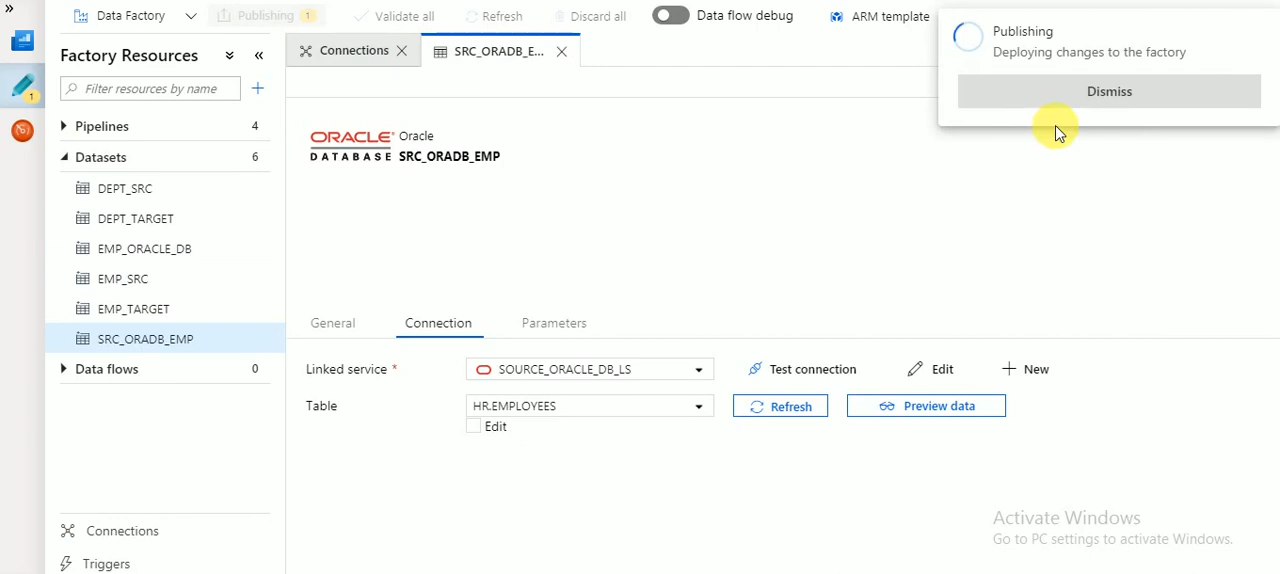 »
Data Factory
Publishing 1
Validate all
Refresh
Discard all
Data flow debug
ARM template
Publishing
Deploying changes to the factory
Dismiss
1
Factory Resources
«
Filter resources by name
Pipelines 4
Datasets 6
DEPT_SRC
DEPT_TARGET
EMP_ORACLE_DB
EMP_SRC
EMP_TARGET
SRC_ORADB_EMP
Data flows 0
Connections
Triggers
Connections
SRC_ORADB_E...
ORACLE
DATABASE
Oracle
SRC_ORADB_EMP
General
Connection
Parameters
Linked service *
SOURCE_ORACLE_DB_LS
Test connection
Edit
New
Table
HR.EMPLOYEES
Refresh
Preview data
Edit
Activate Windows
Go to PC settings to activate Windows.